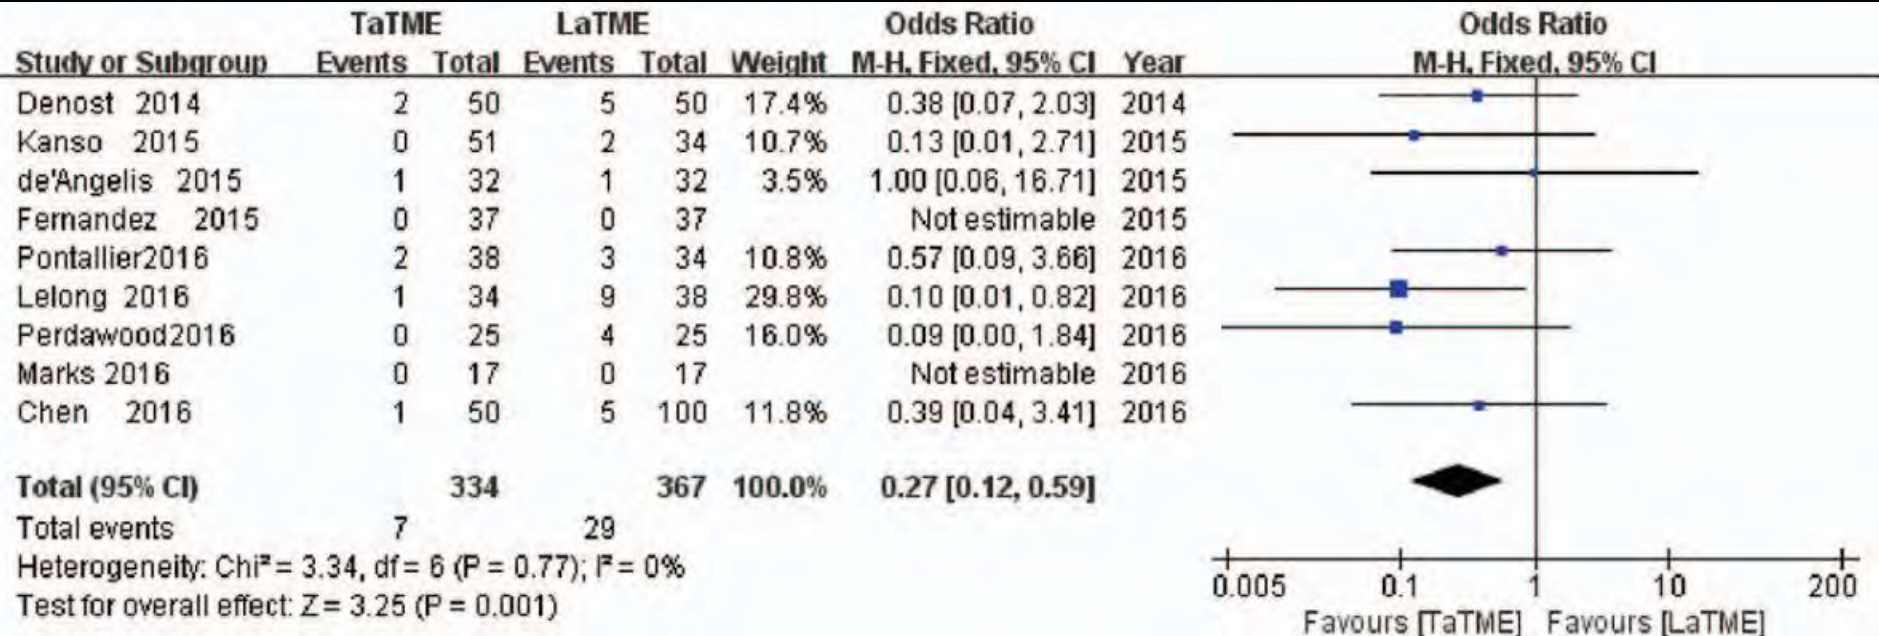 TaTME LaTME Odds Ratio Odds Ratio
Study or Subgroup Events Total Events Total Weight M-H, Fixed, 95% CI Year M-H, Fixed, 95% CI
Denost 2014 2 50 5 50 17.4% 0.38 [0.07, 2.03] 2014
Kanso 2015 0 51 2 34 10.7% 0.13 [0.01, 2.71] 2015
de'Angelis 2015 1 32 1 32 3.5% 1.00 [0.06, 16.71] 2015
Fernandez 2015 0 37 0 37 Not estimable 2015
Pontallier2016 2 38 3 34 10.8% 0.57 [0.09, 3.66] 2016
Lelong 2016 1 34 9 38 29.8% 0.10 [0.01, 0.82] 2016
Perdawood2016 0 25 4 25 16.0% 0.09 [0.00, 1.84] 2016
Marks 2016 0 17 0 17 Not estimable 2016
Chen 2016 1 50 5 100 11.8% 0.39 [0.04, 3.41] 2016
Total (95% CI) 334 367 100.0% 0.27 [0.12, 0.59]
Total events 7 29
Heterogeneity: Chi² = 3.34, df = 6 (P = 0.77); I² = 0%
Test for overall effect: Z = 3.25 (P = 0.001)
0.005 0.1 1 10 200
Favours [TaTME] Favours [LaTME]